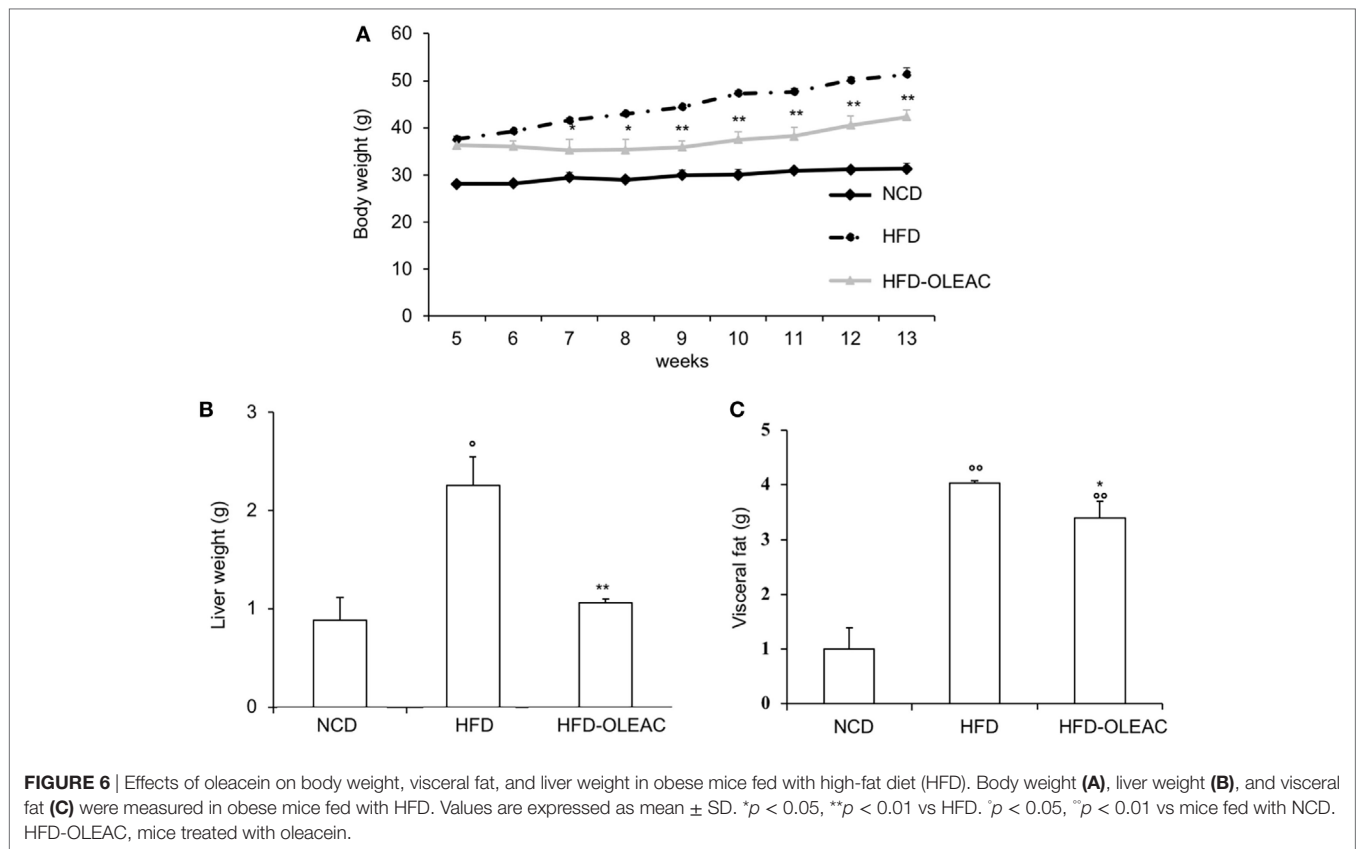 A
60
50
40
30
20
10
0
Body weight (g)
* * ** ** ** ** **
5 6 7 8 9 10 11 12 13
weeks
NCD
HFD
HFD-OLEAC
B
3
2
1
0
Liver weight (g)
°
**
NCD HFD HFD-OLEAC
C
5
4
3
2
1
0
Visceral fat (g)
°°
*
°°
NCD HFD HFD-OLEAC
FIGURE 6 | Effects of oleacein on body weight, visceral fat, and liver weight in obese mice fed with high-fat diet (HFD). Body weight (A), liver weight (B), and visceral
fat (C) were measured in obese mice fed with HFD. Values are expressed as mean ± SD. *p < 0.05, **p < 0.01 vs HFD. °p < 0.05, °°p < 0.01 vs mice fed with NCD.
HFD-OLEAC, mice treated with oleacein.